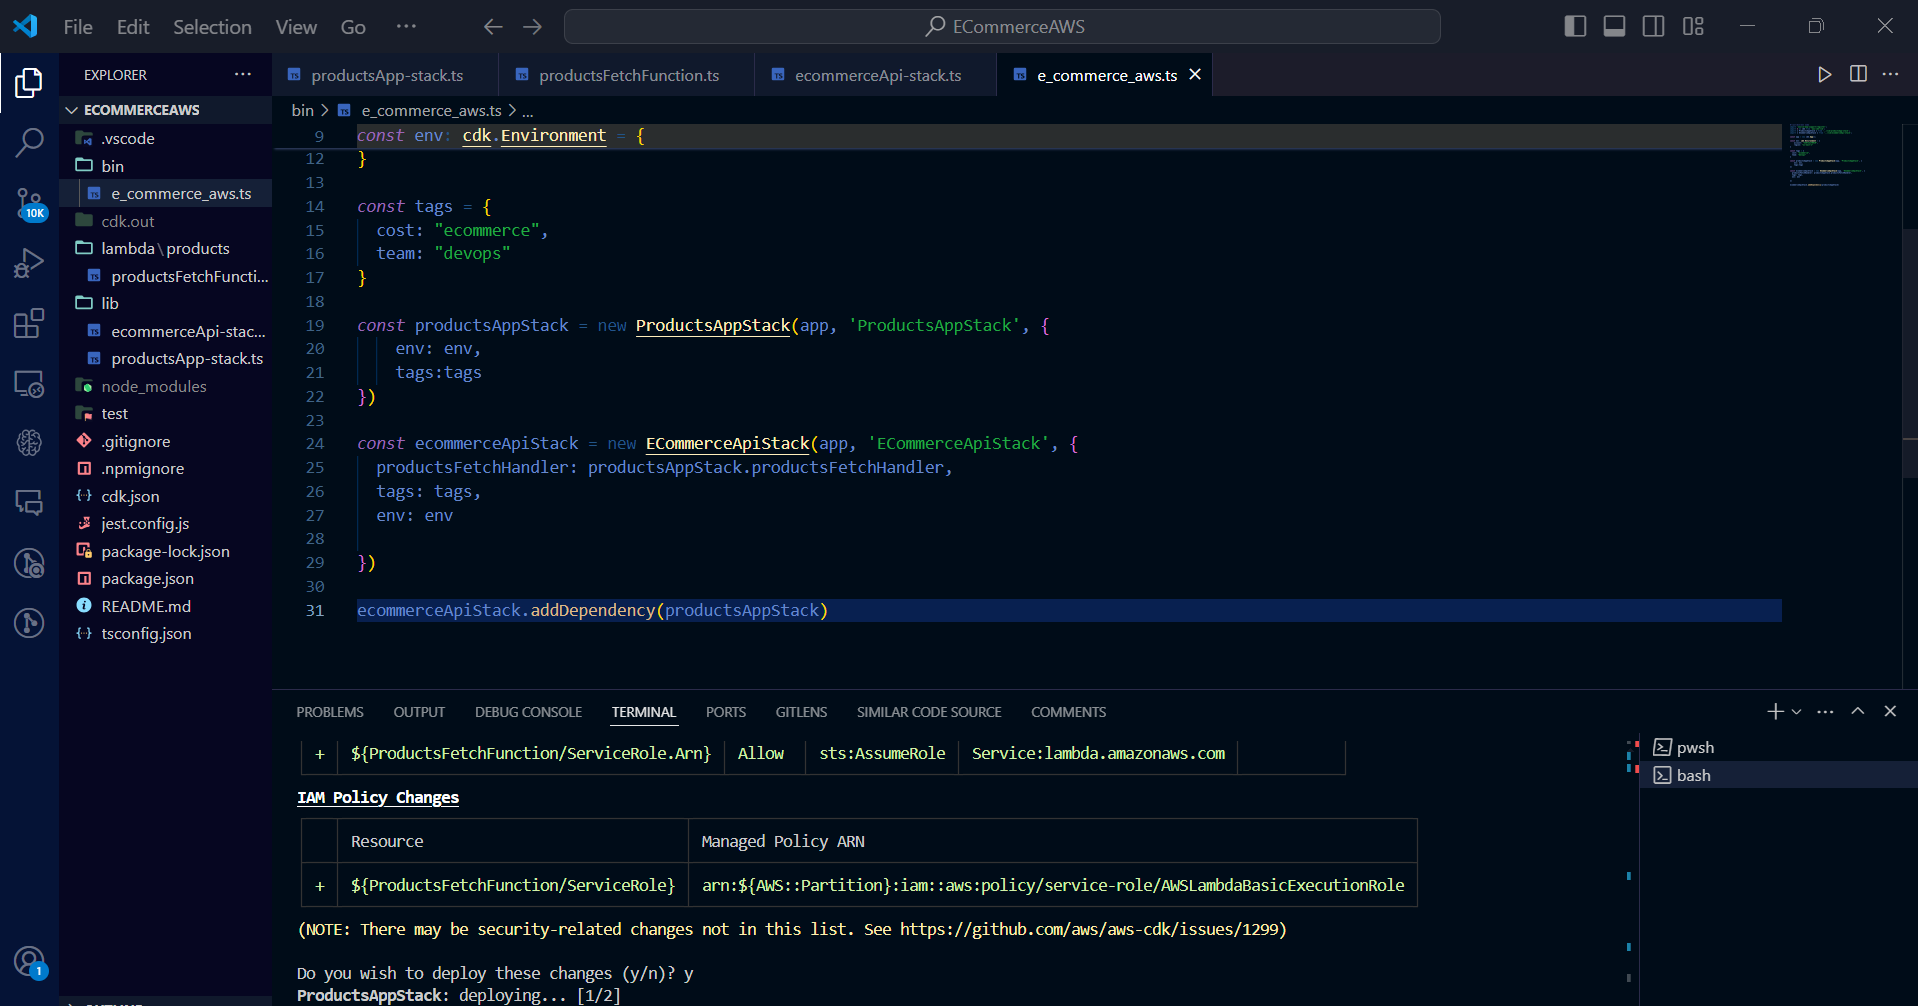 File Edit Selection View Go ··· ECommerceAWS
EXPLORER ···
productsApp-stack.ts productsFetchFunction.ts ecommerceApi-stack.ts e_commerce_aws.ts
ECOMMERCEAWS
.vscode
bin
e_commerce_aws.ts
cdk.out
lambda\products
productsFetchFuncti...
lib
ecommerceApi-stac...
productsApp-stack.ts
node_modules
test
.gitignore
.npmignore
cdk.json
jest.config.js
package-lock.json
package.json
README.md
tsconfig.json
10K
1
bin > e_commerce_aws.ts > ...
9 const env: cdk.Environment = {
12 }
13
14 const tags = {
15 cost: "ecommerce",
16 team: "devops"
17 }
18
19 const productsAppStack = new ProductsAppStack(app, 'ProductsAppStack', {
20 env: env,
21 tags:tags
22 })
23
24 const ecommerceApiStack = new ECommerceApiStack(app, 'ECommerceApiStack', {
25 productsFetchHandler: productsAppStack.productsFetchHandler,
26 tags: tags,
27 env: env
28
29 })
30
31 ecommerceApiStack.addDependency(productsAppStack)
PROBLEMS OUTPUT DEBUG CONSOLE TERMINAL PORTS GITLENS SIMILAR CODE SOURCE COMMENTS
+ ${ProductsFetchFunction/ServiceRole.Arn} Allow sts:AssumeRole Service:lambda.amazonaws.com
IAM Policy Changes
Resource Managed Policy ARN
+ ${ProductsFetchFunction/ServiceRole} arn:${AWS::Partition}:iam::aws:policy/service-role/AWSLambdaBasicExecutionRole
(NOTE: There may be security-related changes not in this list. See https://github.com/aws/aws-cdk/issues/1299)
Do you wish to deploy these changes (y/n)? y
ProductsAppStack: deploying... [1/2]
pwsh
bash